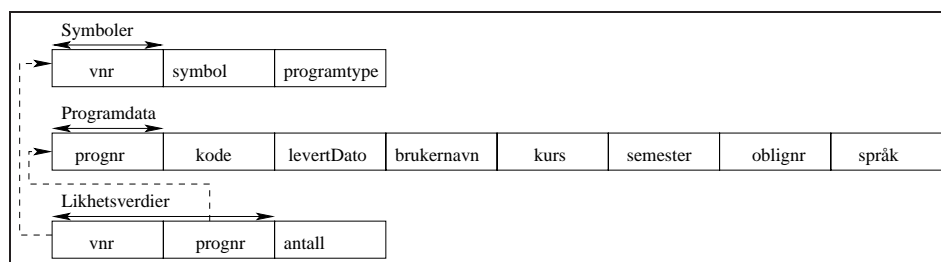 Symboler
vnr symbol programtype
Programdata
prognr kode levertDato brukernavn kurs semester oblignr språk
Likhetsverdier
vnr prognr antall